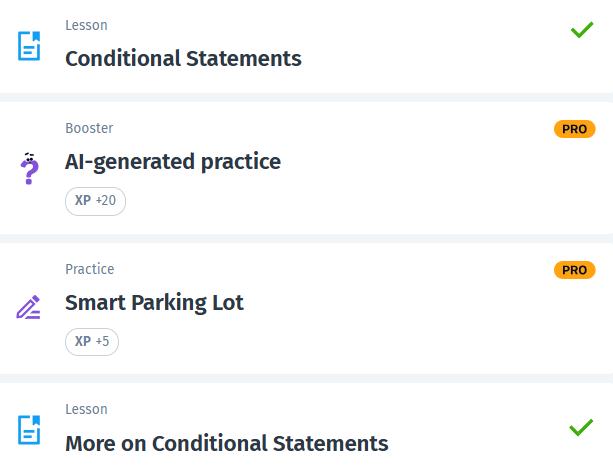 Lesson
Conditional Statements
Booster
PRO
AI-generated practice
XP +20
Practice
PRO
Smart Parking Lot
XP +5
Lesson
More on Conditional Statements